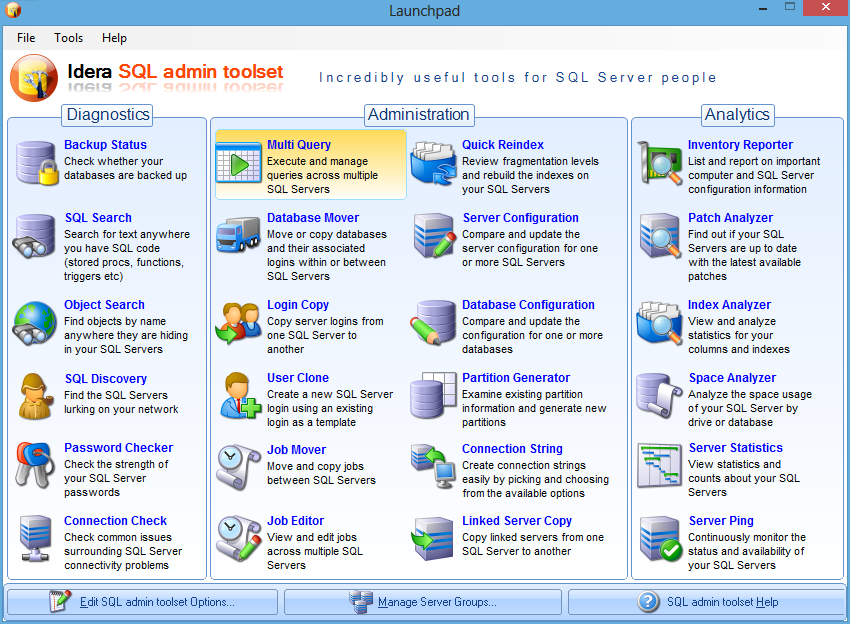 Launchpad
File Tools Help
Idera SQL admin toolset
Incredibly useful tools for SQL Server people
Diagnostics
Backup Status
Check whether your
databases are backed up
SQL Search
Search for text anywhere
you have SQL code
(stored procs, functions,
triggers etc)
Object Search
Find objects by name
anywhere they are hiding
in your SQL Servers
SQL Discovery
Find the SQL Servers
lurking on your network
Password Checker
Check the strength of
your SQL Server
passwords
Connection Check
Check common issues
surrounding SQL Server
connectivity problems
Administration
Multi Query
Execute and manage
queries across multiple
SQL Servers
Database Mover
Move or copy databases
and their associated
logins within or between
SQL Servers
Login Copy
Copy server logins from
one SQL Server to
another
User Clone
Create a new SQL Server
login using an existing
login as a template
Job Mover
Move and copy jobs
between SQL Servers
Job Editor
View and edit jobs
across multiple SQL
Servers
Quick Reindex
Review fragmentation levels
and rebuild the indexes on
your SQL Servers
Server Configuration
Compare and update the
server configuration for one
or more SQL Servers
Database Configuration
Compare and update the
configuration for one or more
databases
Partition Generator
Examine existing partition
information and generate new
partitions
Connection String
Create connection strings
easily by picking and choosing
from the available options
Linked Server Copy
Copy linked servers from one
SQL Server to another
Analytics
Inventory Reporter
List and report on important
computer and SQL Server
configuration information
Patch Analyzer
Find out if your SQL
Servers are up to date
with the latest available
patches
Index Analyzer
View and analyze
statistics for your
columns and indexes
Space Analyzer
Analyze the space usage
of your SQL Server by
drive or database
Server Statistics
View statistics and
counts about your SQL
Servers
Server Ping
Continuously monitor the
status and availability of
your SQL Servers
Edit SQL admin toolset Options...
Manage Server Groups...
SQL admin toolset Help